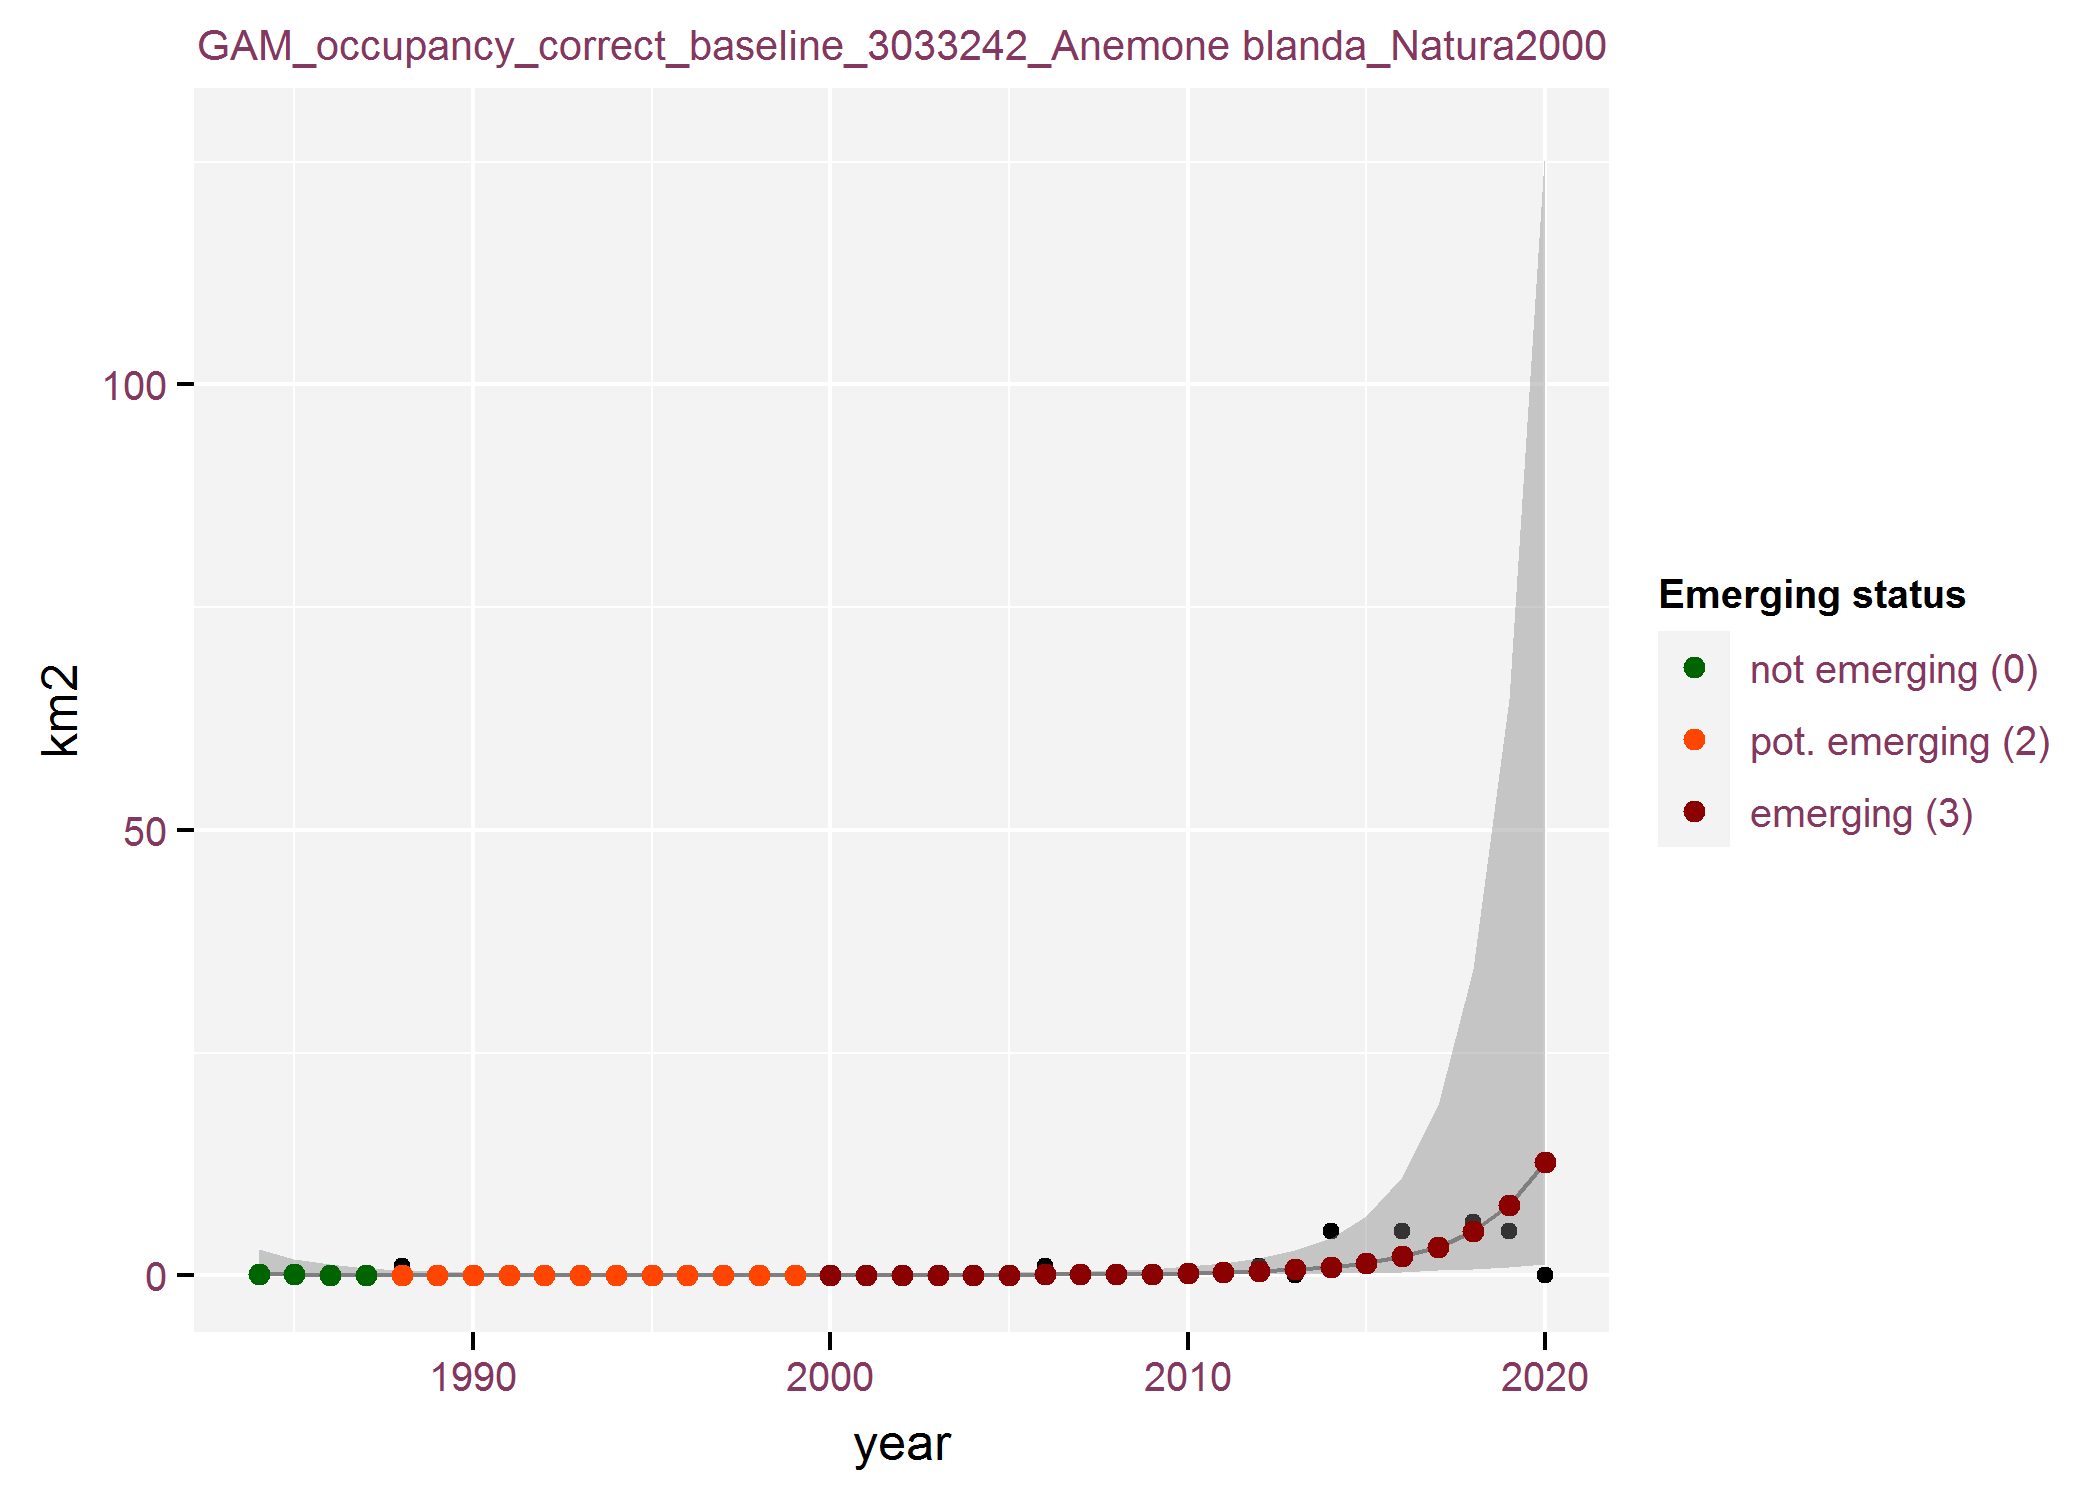 GAM_occupancy_correct_baseline_3033242_Anemone blanda_Natura2000
100
50
0
km2
1990 2000 2010 2020
year
Emerging status
not emerging (0)
pot. emerging (2)
emerging (3)